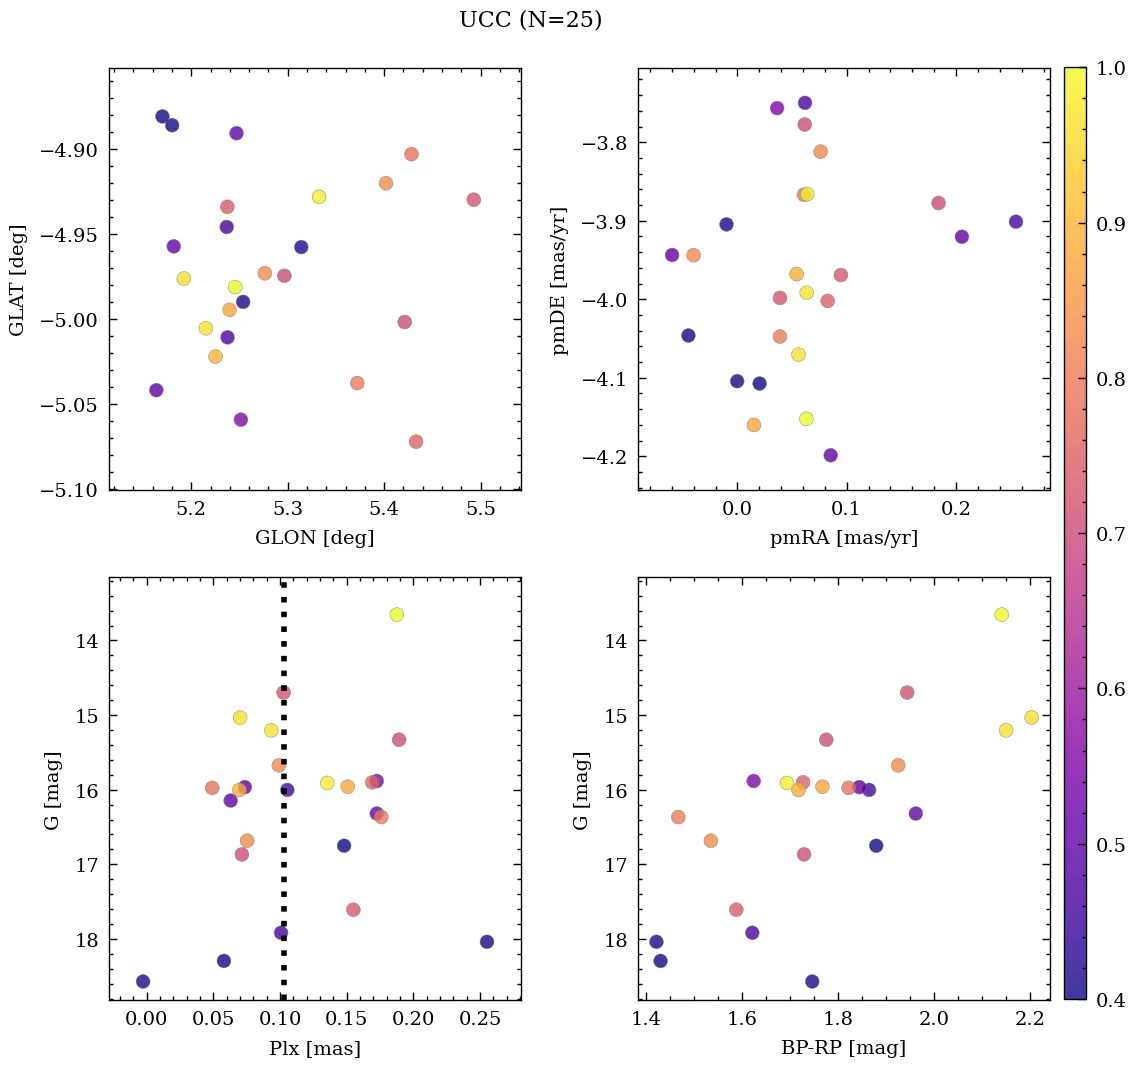 UCC (N=25)
−4.90
−4.95
−5.00
−5.05
−5.10
GLAT [deg]
5.2 5.3 5.4 5.5
GLON [deg]
−3.8
−3.9
−4.0
−4.1
−4.2
pmDE [mas/yr]
0.0 0.1 0.2
pmRA [mas/yr]
14
15
16
17
18
G [mag]
0.00 0.05 0.10 0.15 0.20 0.25
Plx [mas]
14
15
16
17
18
G [mag]
1.4 1.6 1.8 2.0 2.2
BP-RP [mag]
1.0
0.9
0.8
0.7
0.6
0.5
0.4